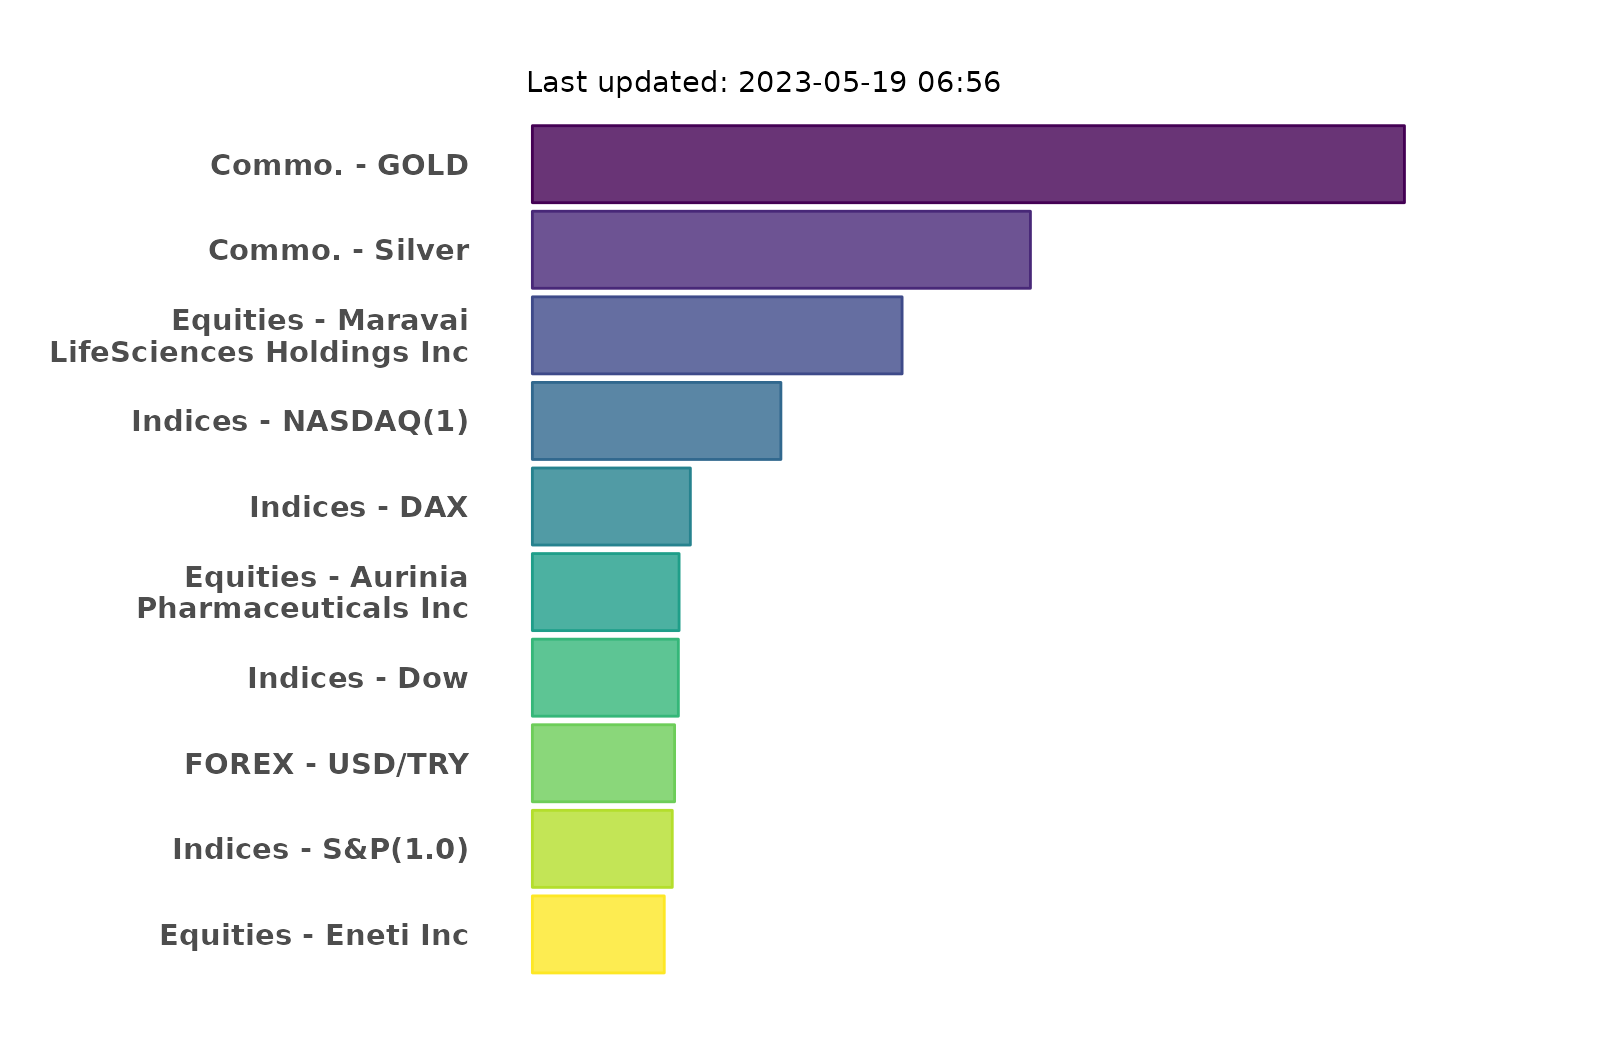 Last updated: 2023-05-19 06:56
Commo. - GOLD
Commo. - Silver
Equities - Maravai
LifeSciences Holdings Inc
Indices - NASDAQ(1)
Indices - DAX
Equities - Aurinia
Pharmaceuticals Inc
Indices - Dow
FOREX - USD/TRY
Indices - S&P(1.0)
Equities - Eneti Inc